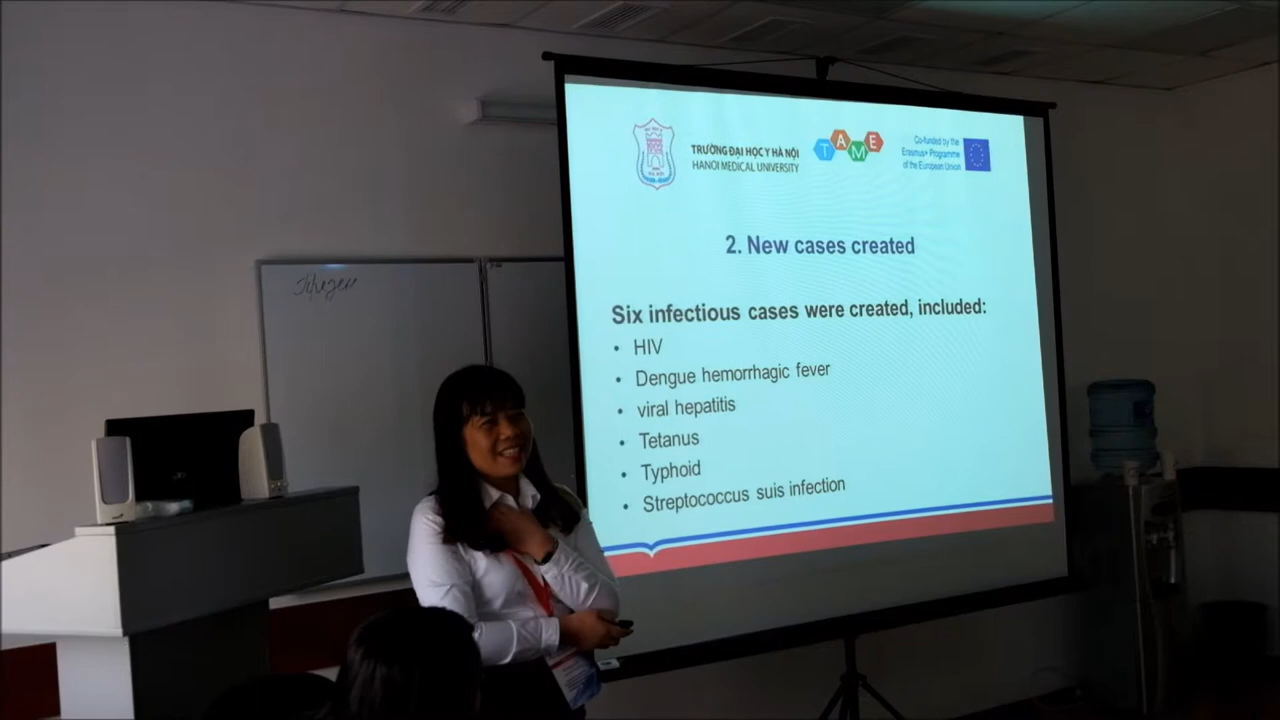 TRƯỜNG ĐẠI HỌC Y HÀ NỘI
HANOI MEDICAL UNIVERSITY
TAME
Co-funded by the
Erasmus+ Programme
of the European Union
2. New cases created
Six infectious cases were created, included:
• HIV
• Dengue hemorrhagic fever
• viral hepatitis
• Tetanus
• Typhoid
• Streptococcus suis infection